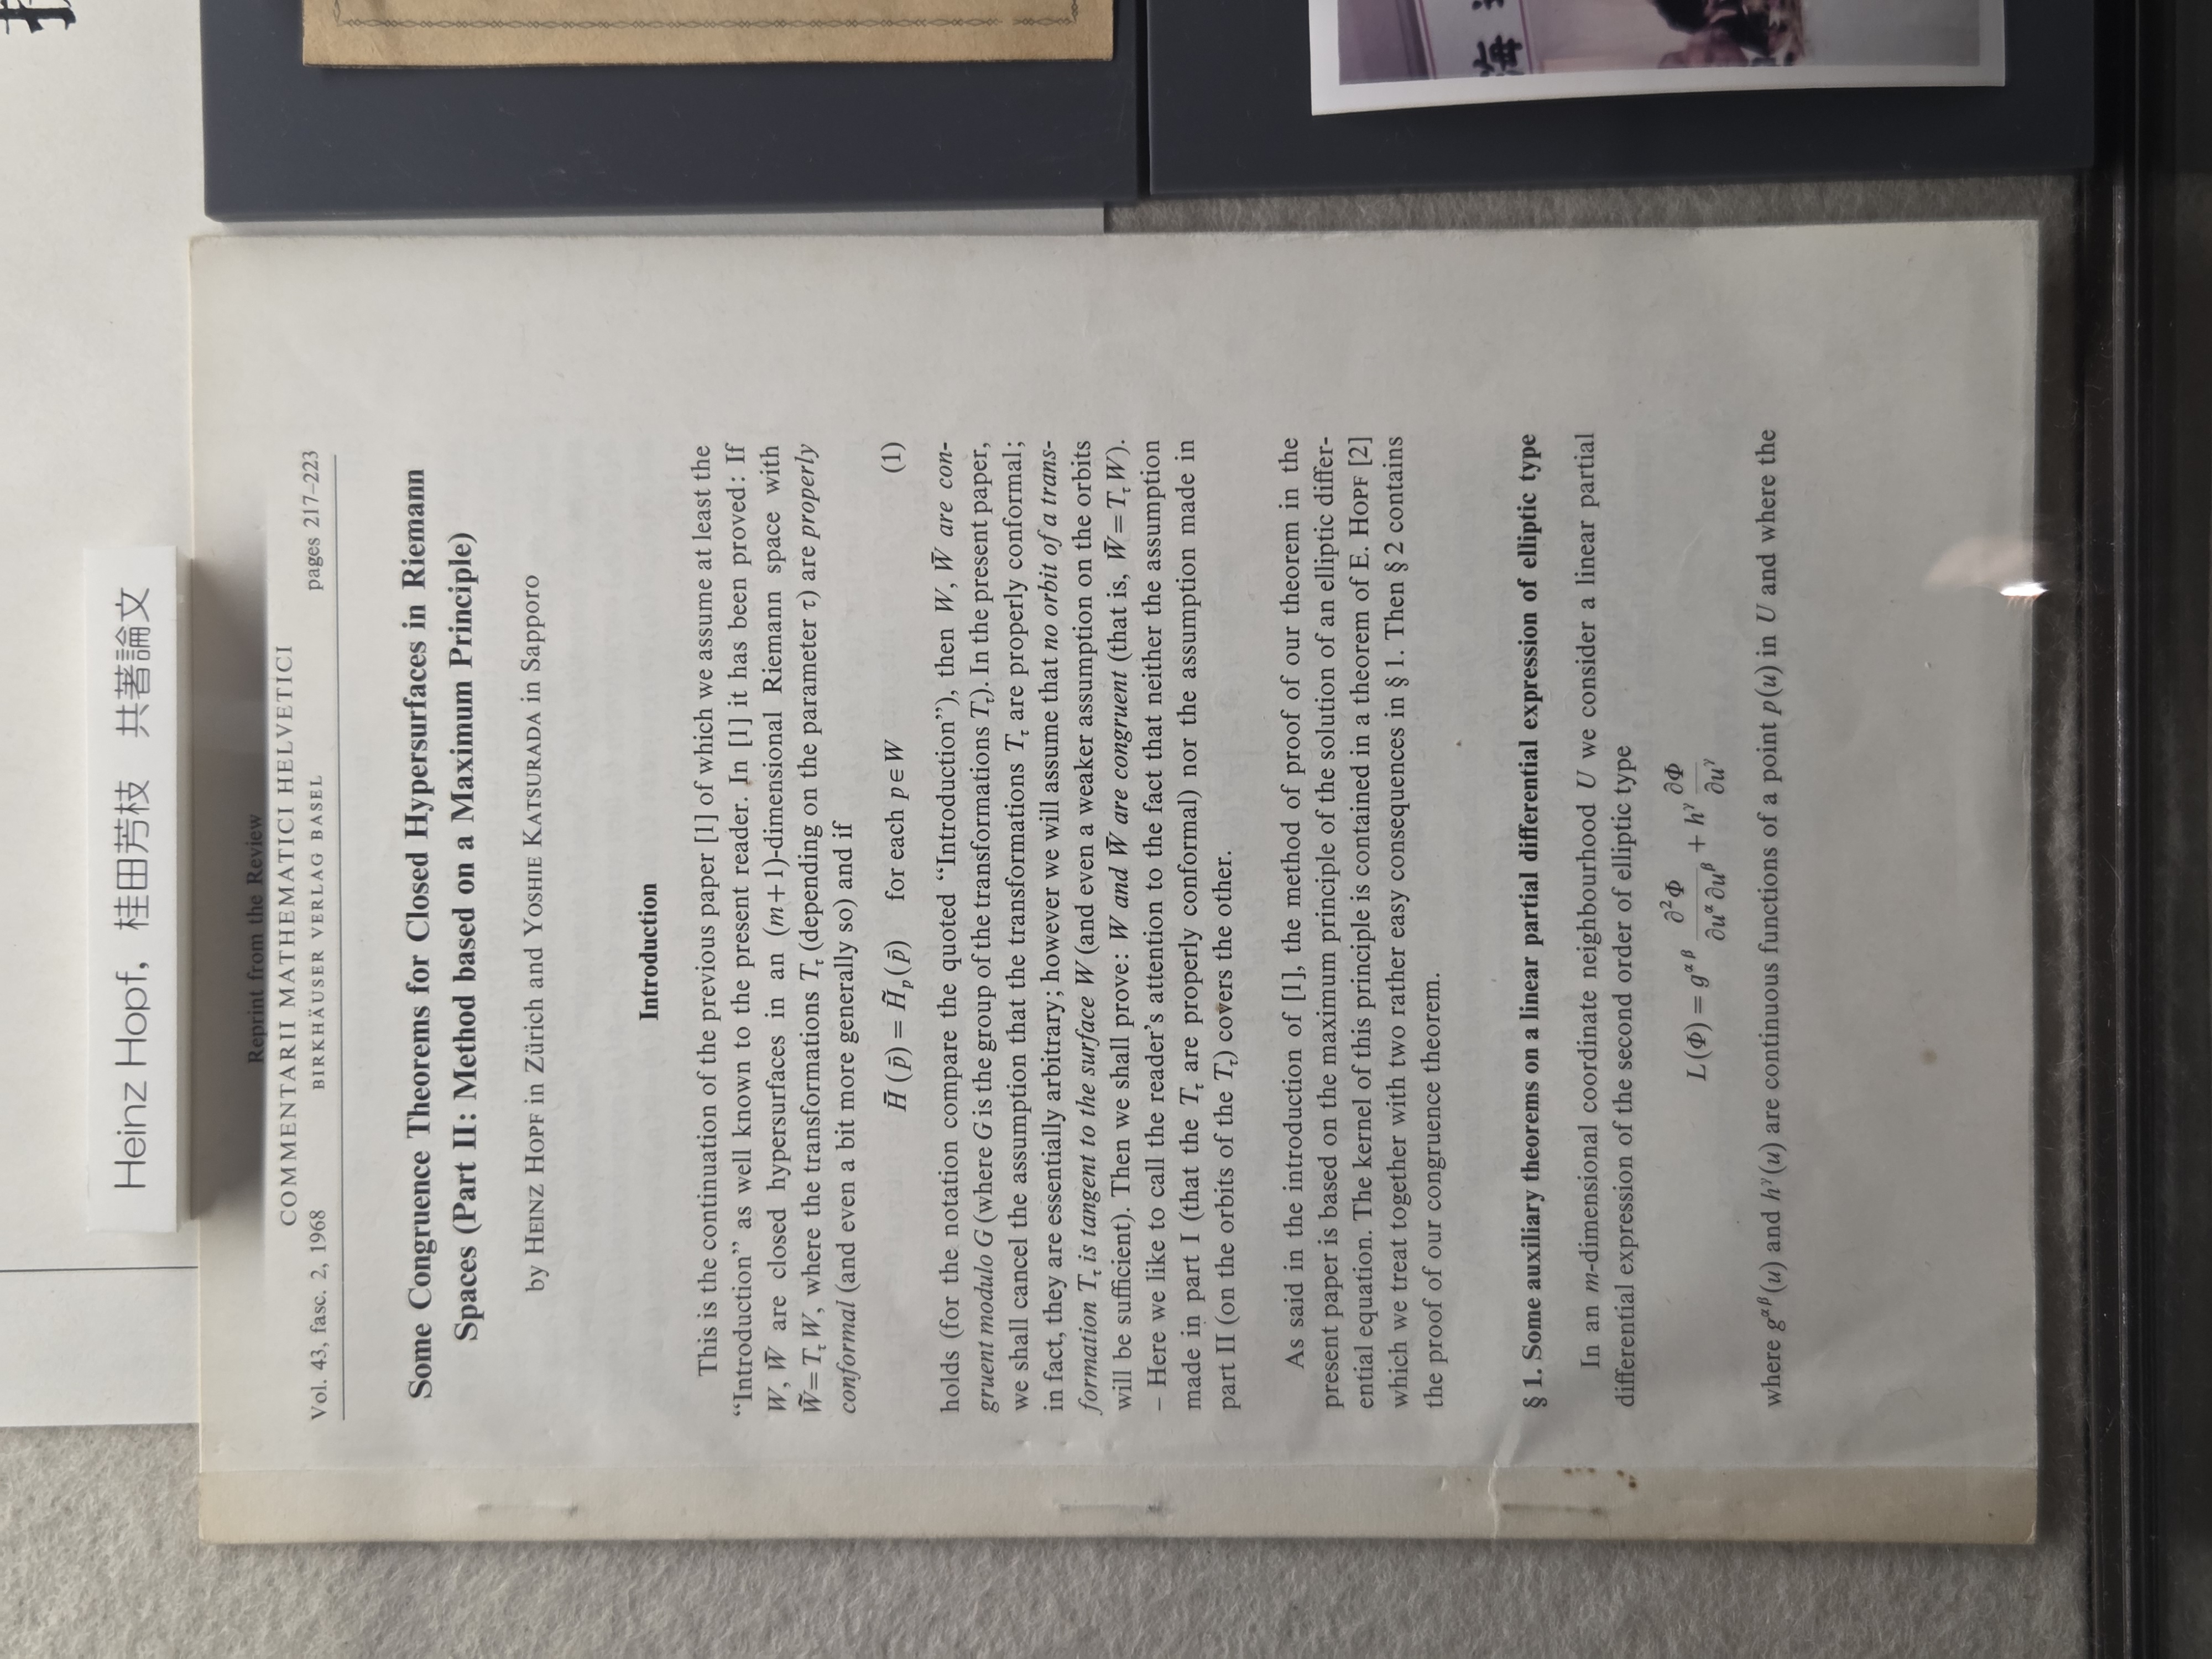 Heinz Hopf, 桂田芳枝 共著論文
Reprint from the Review
COMMENTARII MATHEMATICI HELVETICI
Vol. 43, fasc. 2, 1968 BIRKHÄUSER VERLAG BASEL pages 217–223
Some Congruence Theorems for Closed Hypersurfaces in Riemann
Spaces (Part II: Method based on a Maximum Principle)
by HEINZ HOPF in Zürich and YOSHIE KATSURADA in Sapporo
Introduction
This is the continuation of the previous paper [1] of which we assume at least the
“Introduction” as well known to the present reader. In [1] it has been proved: If
W, W̄ are closed hypersurfaces in an (m+1)-dimensional Riemann space with
W̃ = T_τ W, where the transformations T_τ (depending on the parameter τ) are properly
conformal (and even a bit more generally so) and if
H̄(p̄) = H̃_p(p̄) for each p∈W (1)
holds (for the notation compare the quoted “Introduction”), then W, W̄ are con-
gruent modulo G (where G is the group of the transformations T_τ). In the present paper,
we shall cancel the assumption that the transformations T_τ are properly conformal;
in fact, they are essentially arbitrary; however we will assume that no orbit of a trans-
formation T_τ is tangent to the surface W (and even a weaker assumption on the orbits
will be sufficient). Then we shall prove: W and W̄ are congruent (that is, W̄ = T_τ W).
– Here we like to call the reader’s attention to the fact that neither the assumption
made in part I (that the T_τ are properly conformal) nor the assumption made in
part II (on the orbits of the T_τ) covers the other.
As said in the introduction of [1], the method of proof of our theorem in the
present paper is based on the maximum principle of the solution of an elliptic differ-
ential equation. The kernel of this principle is contained in a theorem of E. HOPF [2]
which we treat together with two rather easy consequences in § 1. Then § 2 contains
the proof of our congruence theorem.
§ 1. Some auxiliary theorems on a linear partial differential expression of elliptic type
In an m-dimensional coordinate neighbourhood U we consider a linear partial
differential expression of the second order of elliptic type
L(Φ) = g^{αβ} ∂²Φ/∂u^α ∂u^β + h^γ ∂Φ/∂u^γ
where g^{αβ}(u) and h^γ(u) are continuous functions of a point p(u) in U and where the